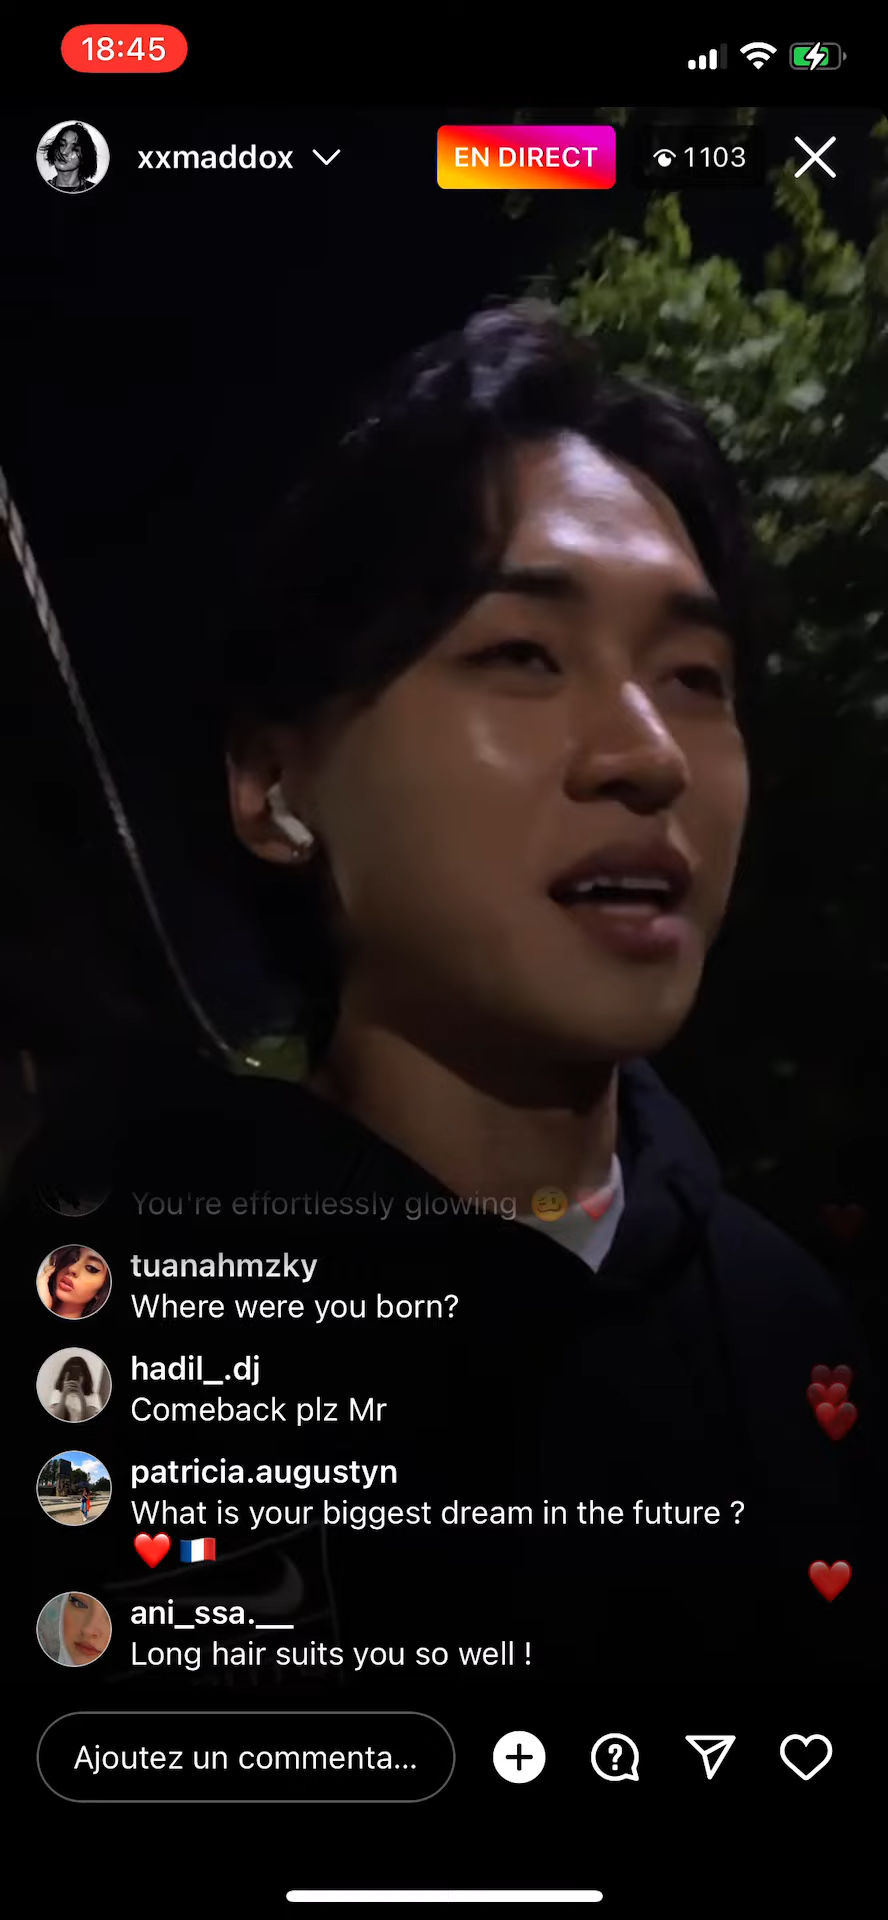 18:45
xxmaddox
EN DIRECT
1103
You're effortlessly glowing 🥴❤️
tuanahmzky
Where were you born?
hadil_.dj
Comeback plz Mr
patricia.augustyn
What is your biggest dream in the future ?
❤️ 🇫🇷
ani_ssa.__
Long hair suits you so well !
Ajoutez un commenta...